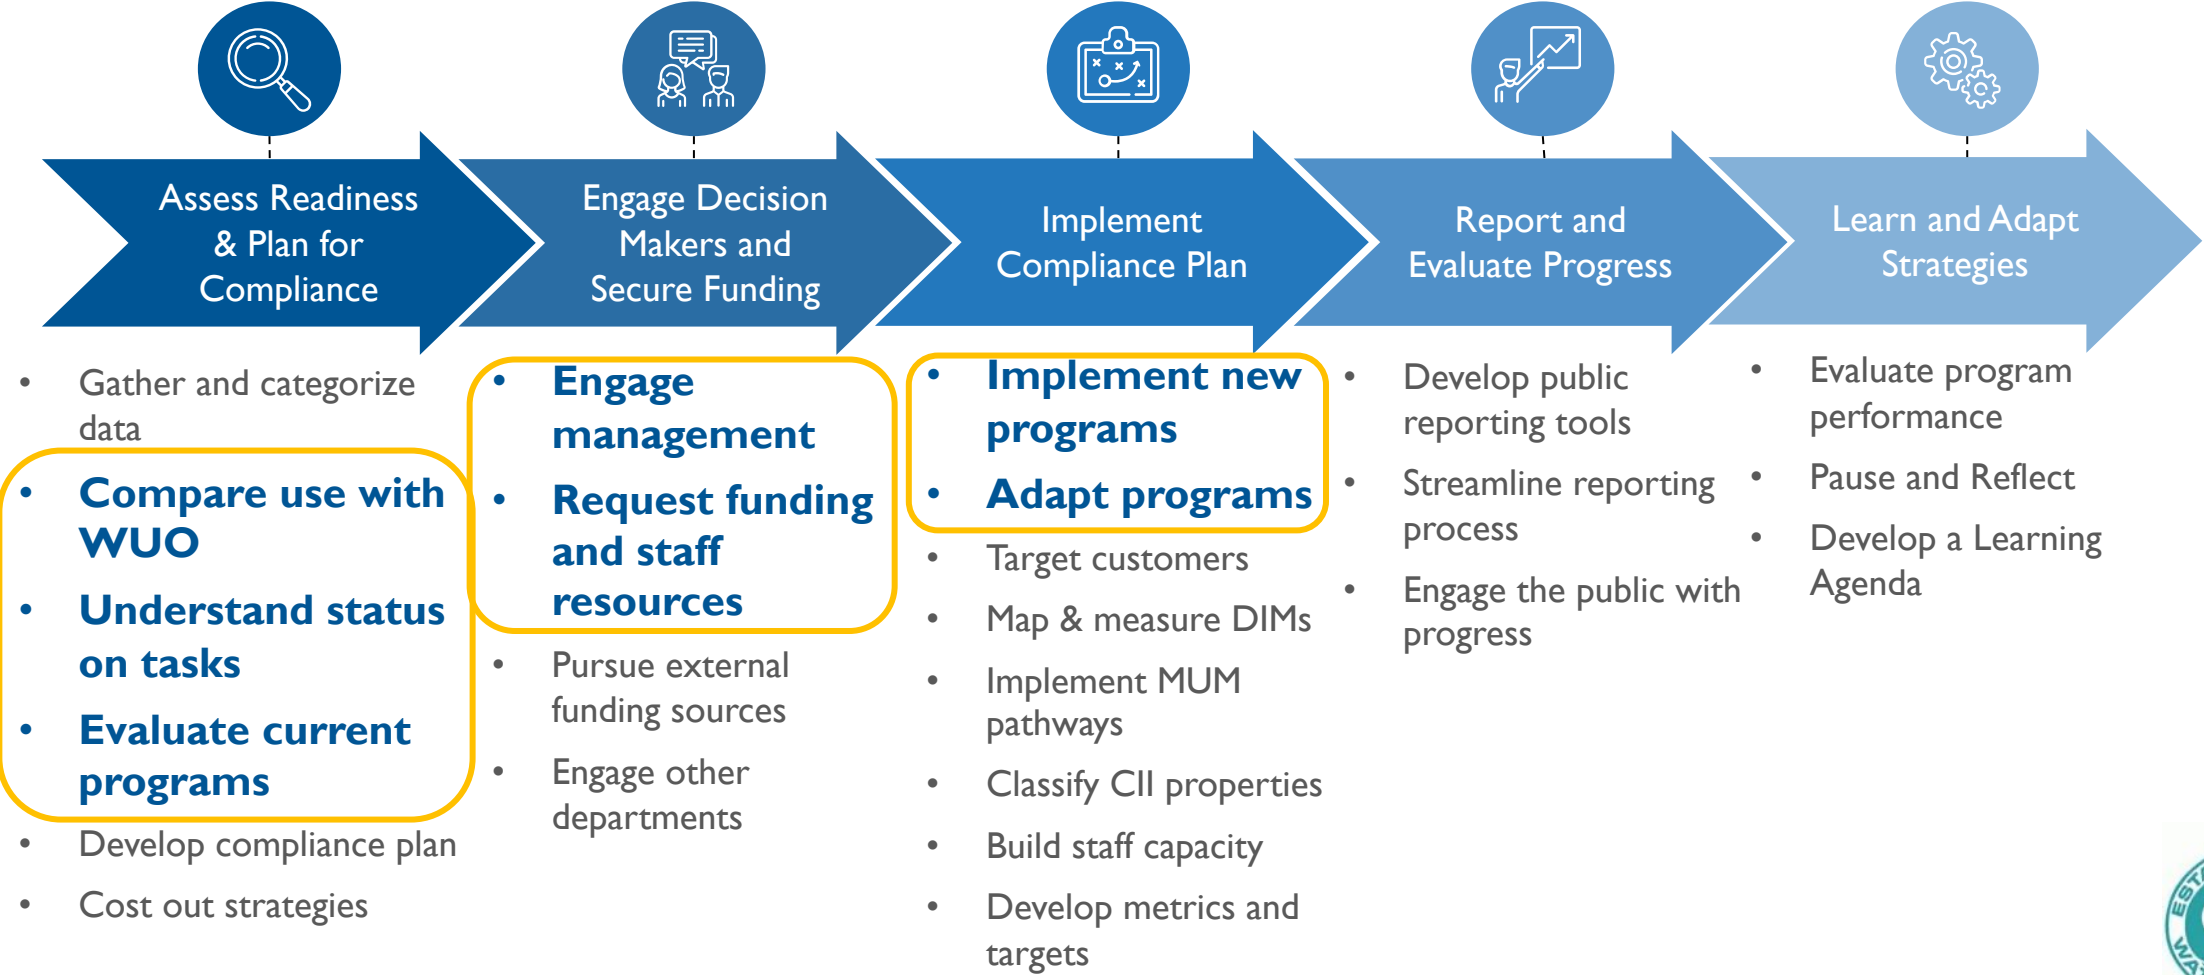 Assess Readiness
& Plan for
Compliance
Engage Decision
Makers and
Secure Funding
Implement
Compliance Plan
Report and
Evaluate Progress
Learn and Adapt
Strategies
• Gather and categorize
data
• Compare use with
WUO
• Understand status
on tasks
• Evaluate current
programs
• Develop compliance plan
• Cost out strategies
• Engage
management
• Request funding
and staff
resources
• Pursue external
funding sources
• Engage other
departments
• Implement new
programs
• Adapt programs
• Target customers
• Map & measure DIMs
• Implement MUM
pathways
• Classify CII properties
• Build staff capacity
• Develop metrics and
targets
• Develop public
reporting tools
• Streamline reporting
process
• Engage the public with
progress
• Evaluate program
performance
• Pause and Reflect
• Develop a Learning
Agenda